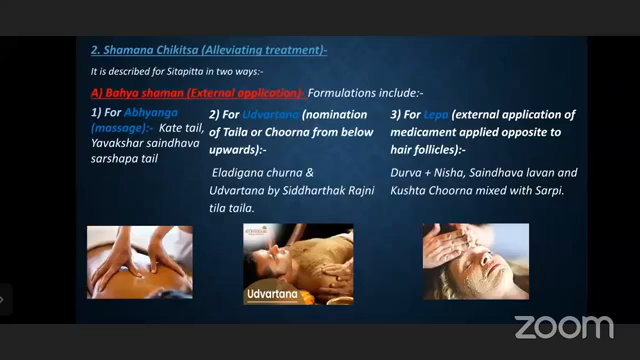 2. Shamana Chikitsa (Alleviating treatment)-
It is described for Sitapitta in two ways:-
A) Bahya shaman (External application)- Formulations include:-
1) For Abhyanga
(massage):- Kate tail,
Yavakshar saindhava
sarshapa tail
2) For Udvartana (nomination
of Taila or Choorna from below
upwards):-
Eladigana churna &
Udvartana by Siddharthak Rajni
tila taila.
3) For Lepa (external application of
medicament applied opposite to
hair follicles):-
Durva + Nisha, Saindhava lavan and
Kushta Choorna mixed with Sarpi.
Udvartana
zoom